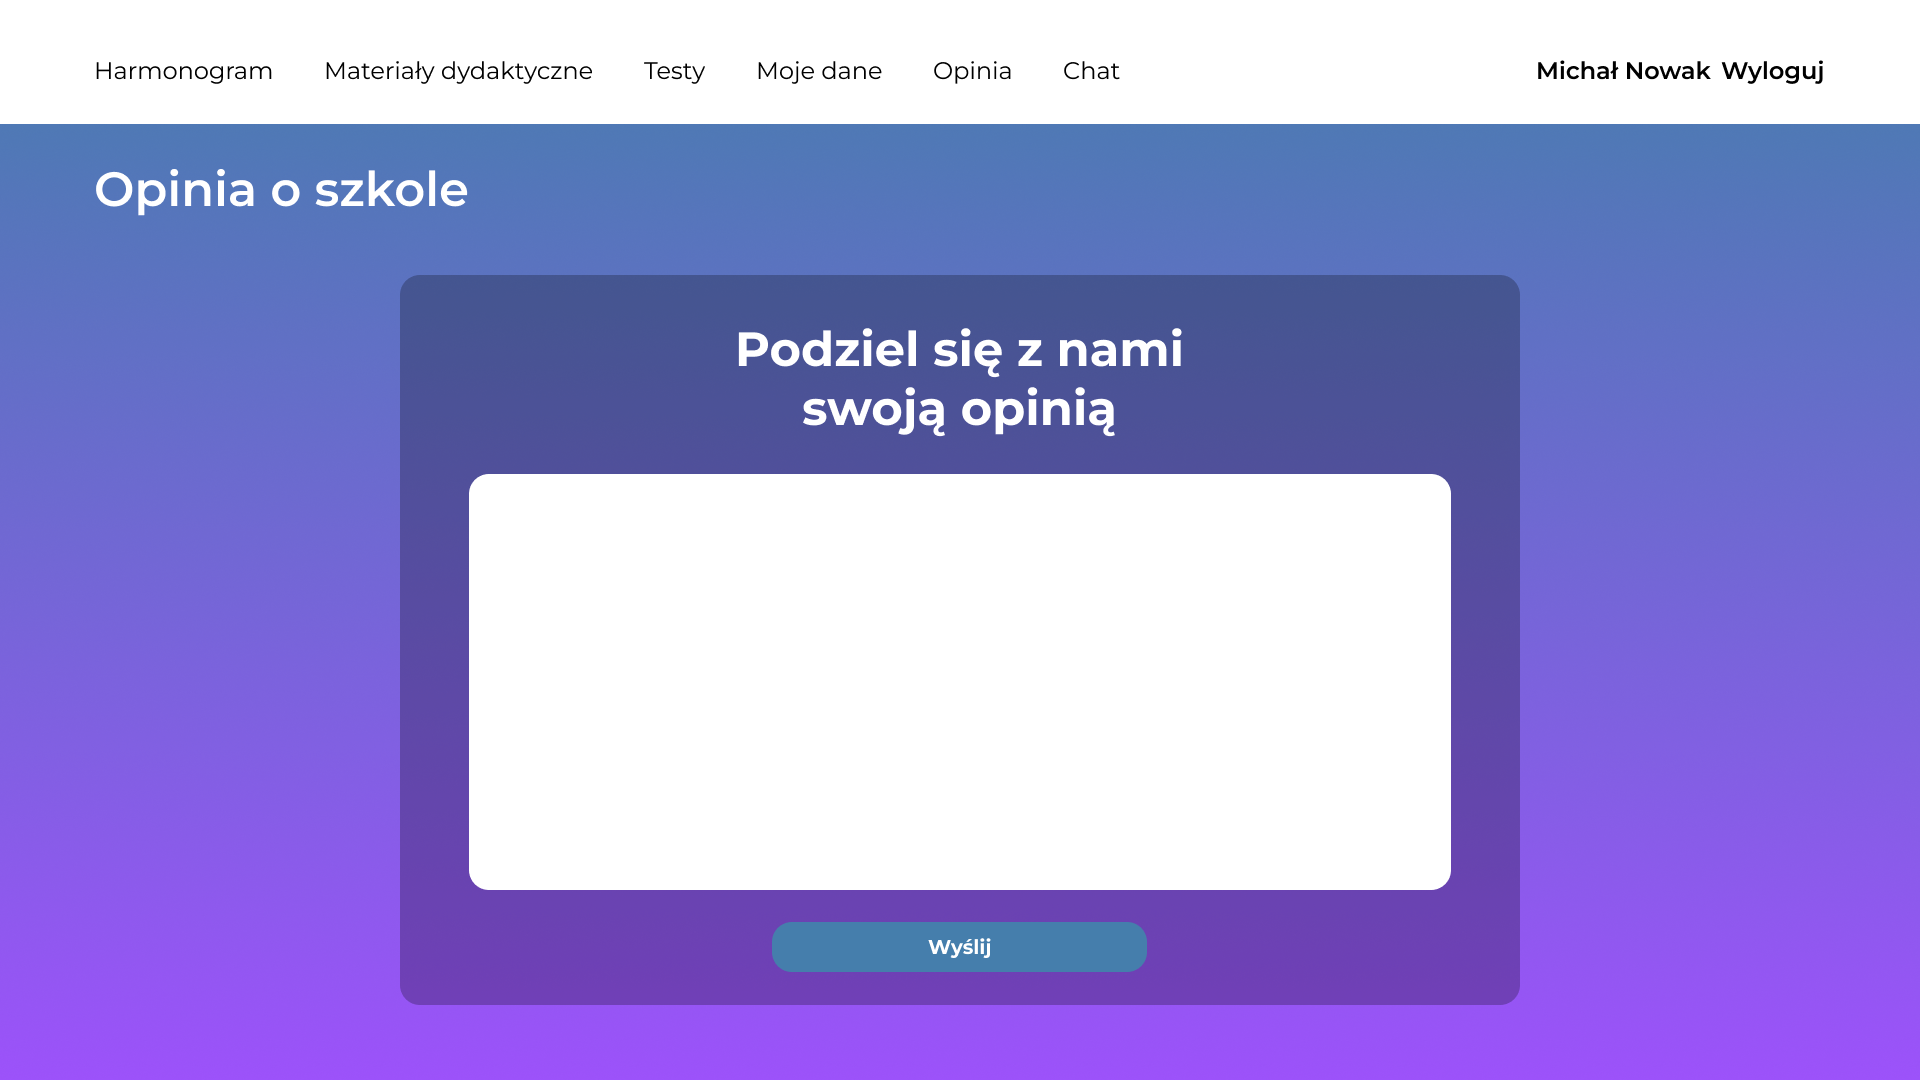 Harmonogram Materiały dydaktyczne Testy Moje dane Opinia Chat Michał Nowak Wyloguj
Opinia o szkole
Podziel się z nami
swoją opinią
Wyślij